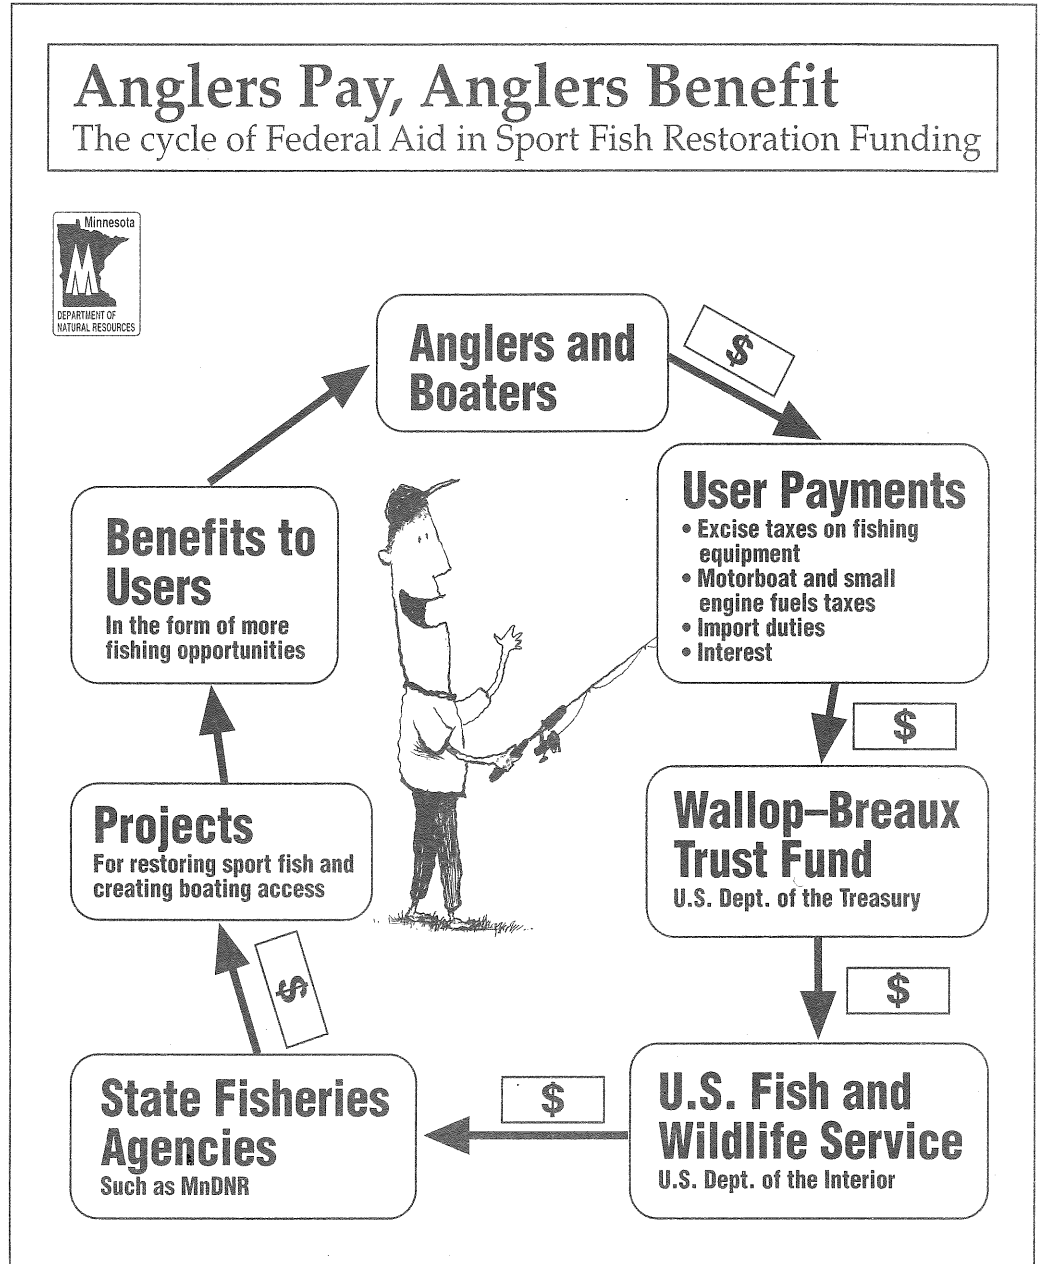 Anglers Pay, Anglers Benefit
The cycle of Federal Aid in Sport Fish Restoration Funding
Minnesota
DEPARTMENT OF
NATURAL RESOURCES
Anglers and
Boaters
$
User Payments
• Excise taxes on fishing
equipment
• Motorboat and small
engine fuels taxes
• Import duties
• Interest
$
Wallop–Breaux
Trust Fund
U.S. Dept. of the Treasury
$
U.S. Fish and
Wildlife Service
U.S. Dept. of the Interior
$
State Fisheries
Agencies
Such as MnDNR
$
Projects
For restoring sport fish and
creating boating access
Benefits to
Users
In the form of more
fishing opportunities